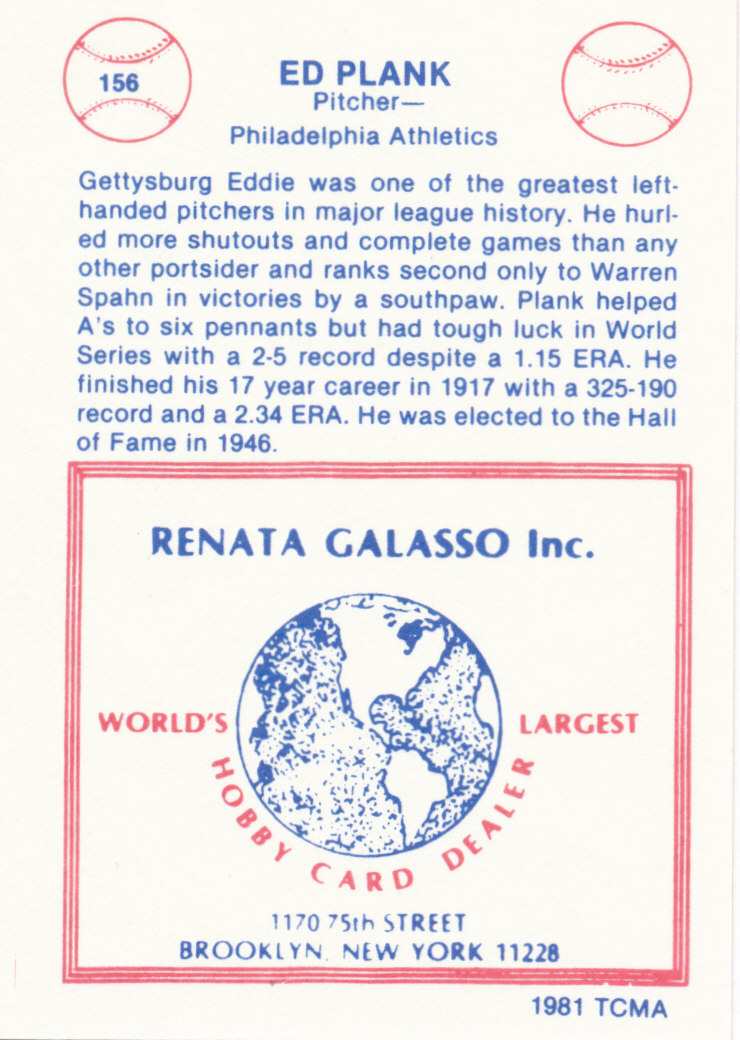 156
ED PLANK
Pitcher—
Philadelphia Athletics
Gettysburg Eddie was one of the greatest left-
handed pitchers in major league history. He hurl-
ed more shutouts and complete games than any
other portsider and ranks second only to Warren
Spahn in victories by a southpaw. Plank helped
A's to six pennants but had tough luck in World
Series with a 2-5 record despite a 1.15 ERA. He
finished his 17 year career in 1917 with a 325-190
record and a 2.34 ERA. He was elected to the Hall
of Fame in 1946.
RENATA GALASSO Inc.
WORLD'S LARGEST
HOBBY CARD DEALER
1170 75th STREET
BROOKLYN, NEW YORK 11228
1981 TCMA